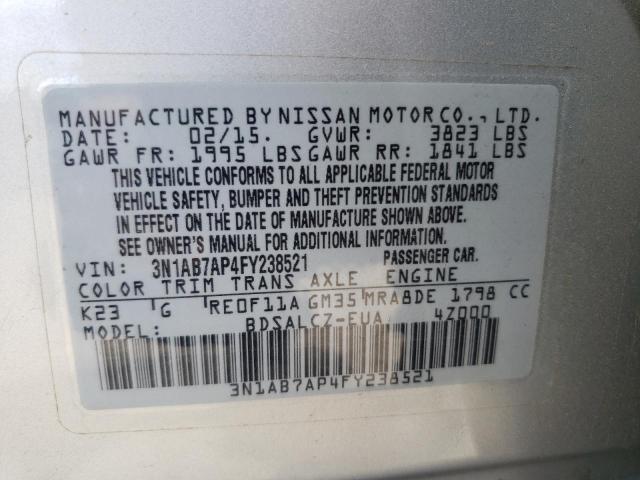 MANUFACTURED BY NISSAN MOTOR CO., LTD.
DATE: 02/15. GVWR: 3823 LBS
GAWR FR: 1995 LBS GAWR RR: 1841 LBS
THIS VEHICLE CONFORMS TO ALL APPLICABLE FEDERAL MOTOR
VEHICLE SAFETY, BUMPER AND THEFT PREVENTION STANDARDS
IN EFFECT ON THE DATE OF MANUFACTURE SHOWN ABOVE.
SEE OWNER'S MANUAL FOR ADDITIONAL INFORMATION.
VIN: 3N1AB7AP4FY238521 PASSENGER CAR.
COLOR TRIM TRANS AXLE ENGINE
K23 G RE0F11A GM35 MRA8DE 1798 CC
MODEL: BDSALCZ-EUA 4Z000
3N1AB7AP4FY238521